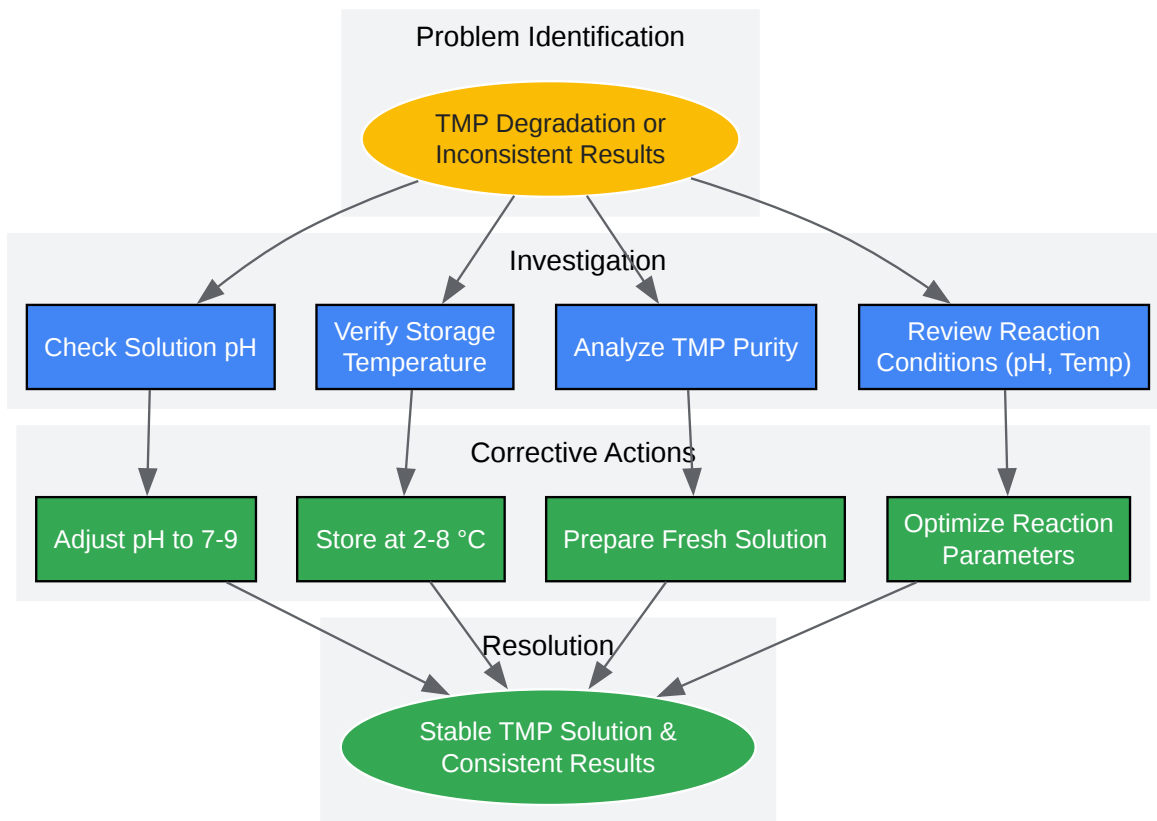 Problem Identification
TMP Degradation or
Inconsistent Results
Investigation
Check Solution pH
Verify Storage
Temperature
Analyze TMP Purity
Review Reaction
Conditions (pH, Temp)
Corrective Actions
Adjust pH to 7-9
Store at 2-8 °C
Prepare Fresh Solution
Optimize Reaction
Parameters
Resolution
Stable TMP Solution &
Consistent Results